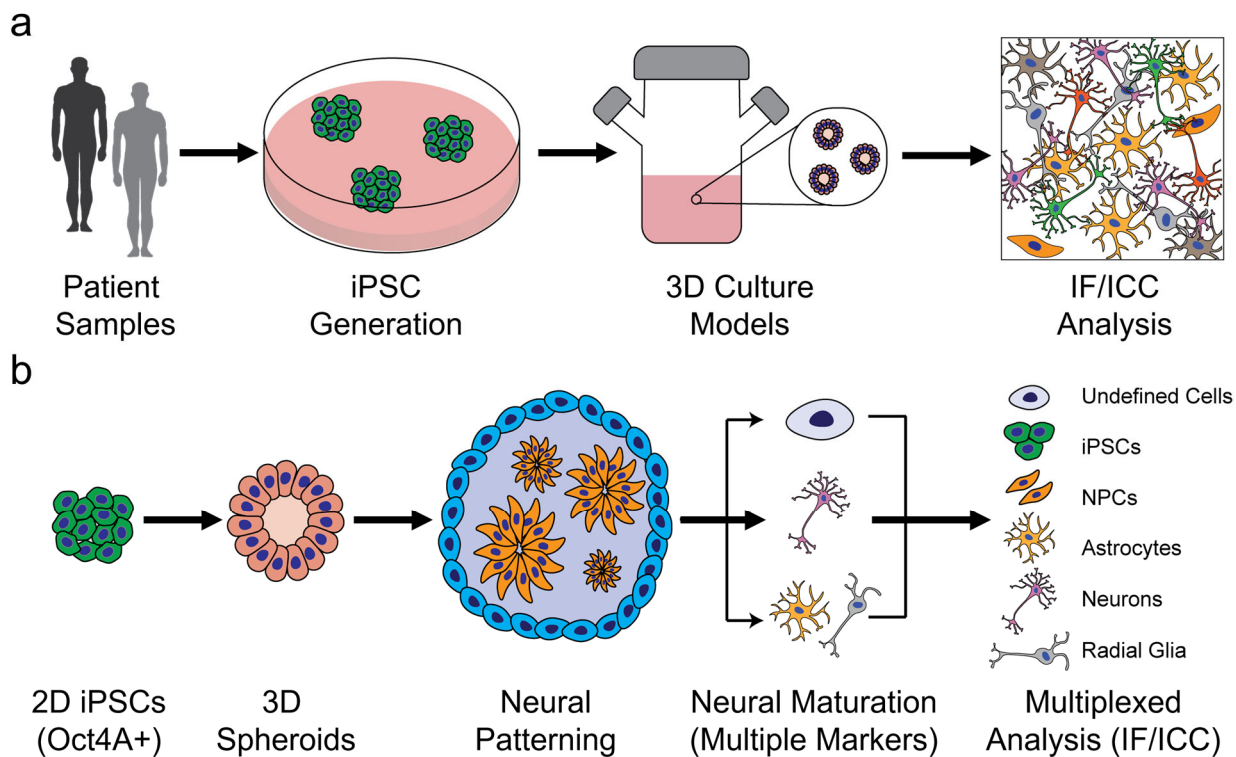 a
Patient
Samples
iPSC
Generation
3D Culture
Models
IF/ICC
Analysis
b
Undefined Cells
iPSCs
NPCs
Astrocytes
Neurons
Radial Glia
2D iPSCs
(Oct4A+)
3D
Spheroids
Neural
Patterning
Neural Maturation
(Multiple Markers)
Multiplexed
Analysis (IF/ICC)